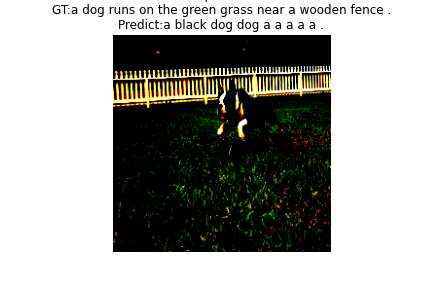 GT:a dog runs on the green grass near a wooden fence .
Predict:a black dog dog a a a a a .